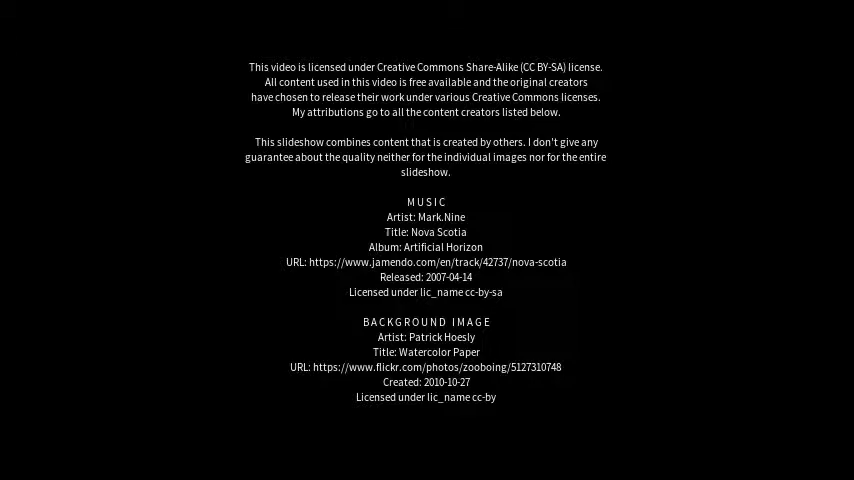 This video is licensed under Creative Commons Share-Alike (CC BY-SA) license.
All content used in this video is free available and the original creators
have chosen to release their work under various Creative Commons licenses.
My attributions go to all the content creators listed below.
This slideshow combines content that is created by others. I don't give any
guarantee about the quality neither for the individual images nor for the entire
slideshow.
MUSIC
Artist: Mark.Nine
Title: Nova Scotia
Album: Artificial Horizon
URL: https://www.jamendo.com/en/track/42737/nova-scotia
Released: 2007-04-14
Licensed under lic_name cc-by-sa
BACKGROUND IMAGE
Artist: Patrick Hoesly
Title: Watercolor Paper
URL: https://www.flickr.com/photos/zooboing/5127310748
Created: 2010-10-27
Licensed under lic_name cc-by